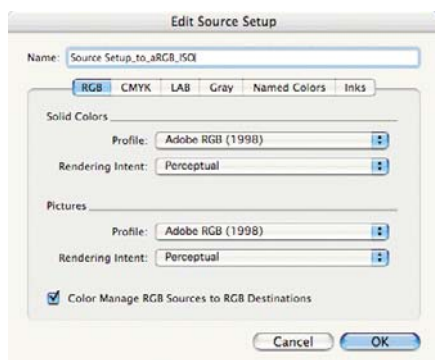 Edit Source Setup
Name: Source Setup_to_aRGB_ISO
RGB CMYK LAB Gray Named Colors Inks
Solid Colors
Profile: Adobe RGB (1998)
Rendering Intent: Perceptual
Pictures
Profile: Adobe RGB (1998)
Rendering Intent: Perceptual
Color Manage RGB Sources to RGB Destinations
Cancel OK